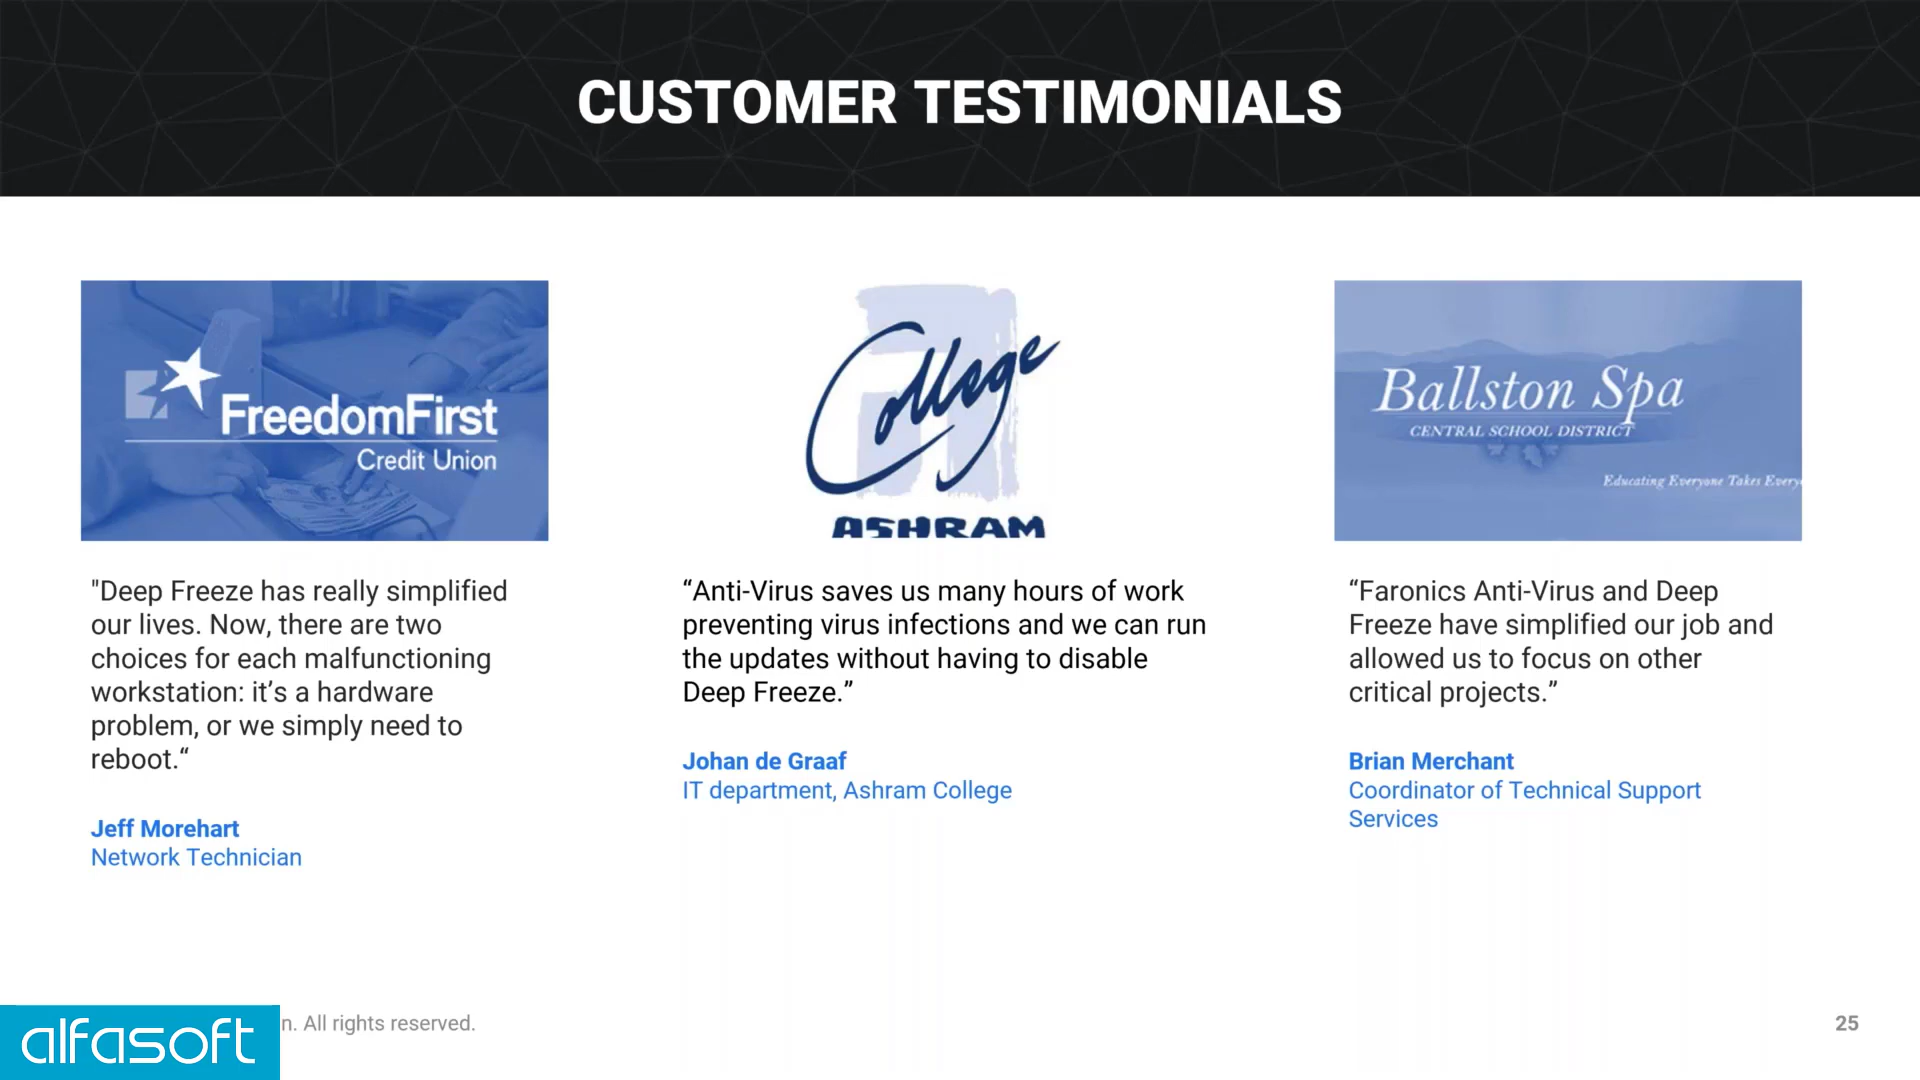 CUSTOMER TESTIMONIALS
FreedomFirst
Credit Union
"Deep Freeze has really simplified
our lives. Now, there are two
choices for each malfunctioning
workstation: it’s a hardware
problem, or we simply need to
reboot.“
Jeff Morehart
Network Technician
College
ASHRAM
“Anti-Virus saves us many hours of work
preventing virus infections and we can run
the updates without having to disable
Deep Freeze.”
Johan de Graaf
IT department, Ashram College
Ballston Spa
CENTRAL SCHOOL DISTRICT
Educating Everyone Takes Every
“Faronics Anti-Virus and Deep
Freeze have simplified our job and
allowed us to focus on other
critical projects.”
Brian Merchant
Coordinator of Technical Support
Services
alfasoft
n. All rights reserved.
25